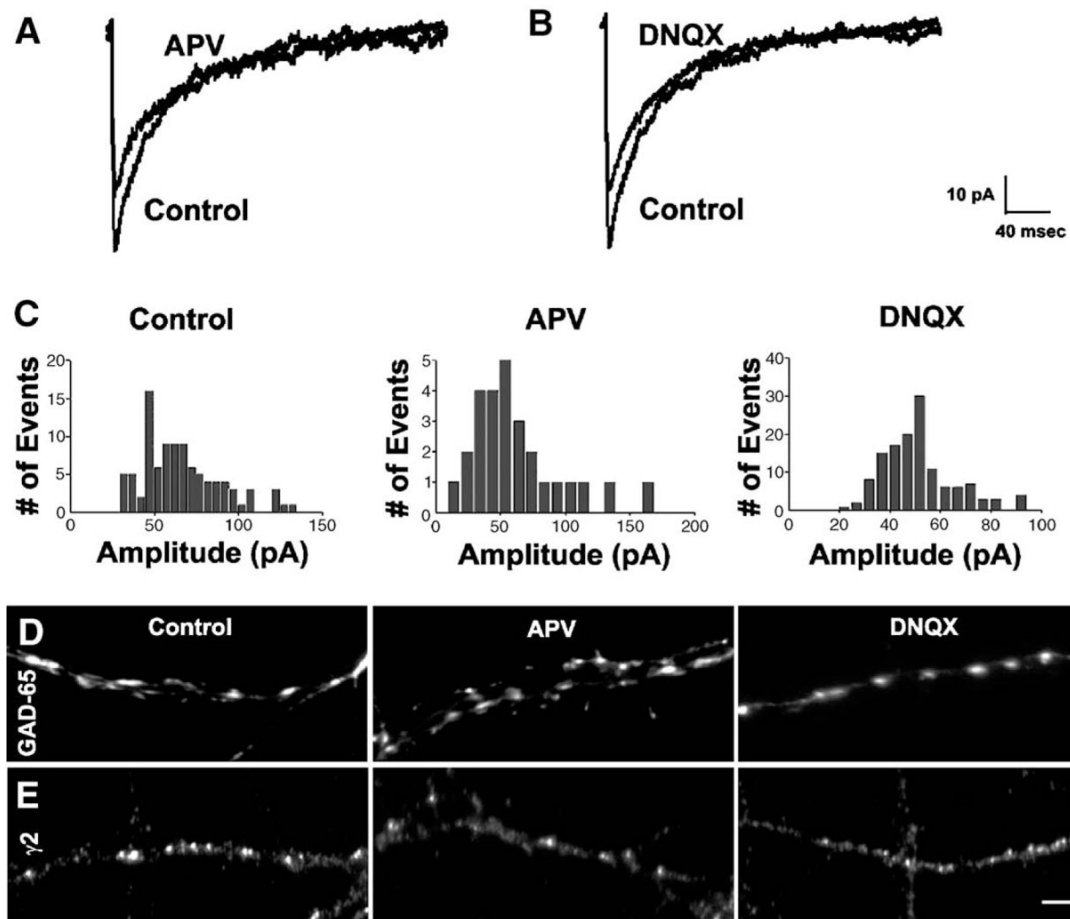 A
APV
Control
B
DNQX
Control
10 pA
40 msec
C
Control
# of Events
20
15
10
5
0
0 50 100 150
Amplitude (pA)
APV
# of Events
5
4
3
2
1
0
0 50 100 150 200
Amplitude (pA)
DNQX
# of Events
40
30
20
10
0
0 20 40 60 80 100
Amplitude (pA)
D
GAD-65
Control
APV
DNQX
E
γ2